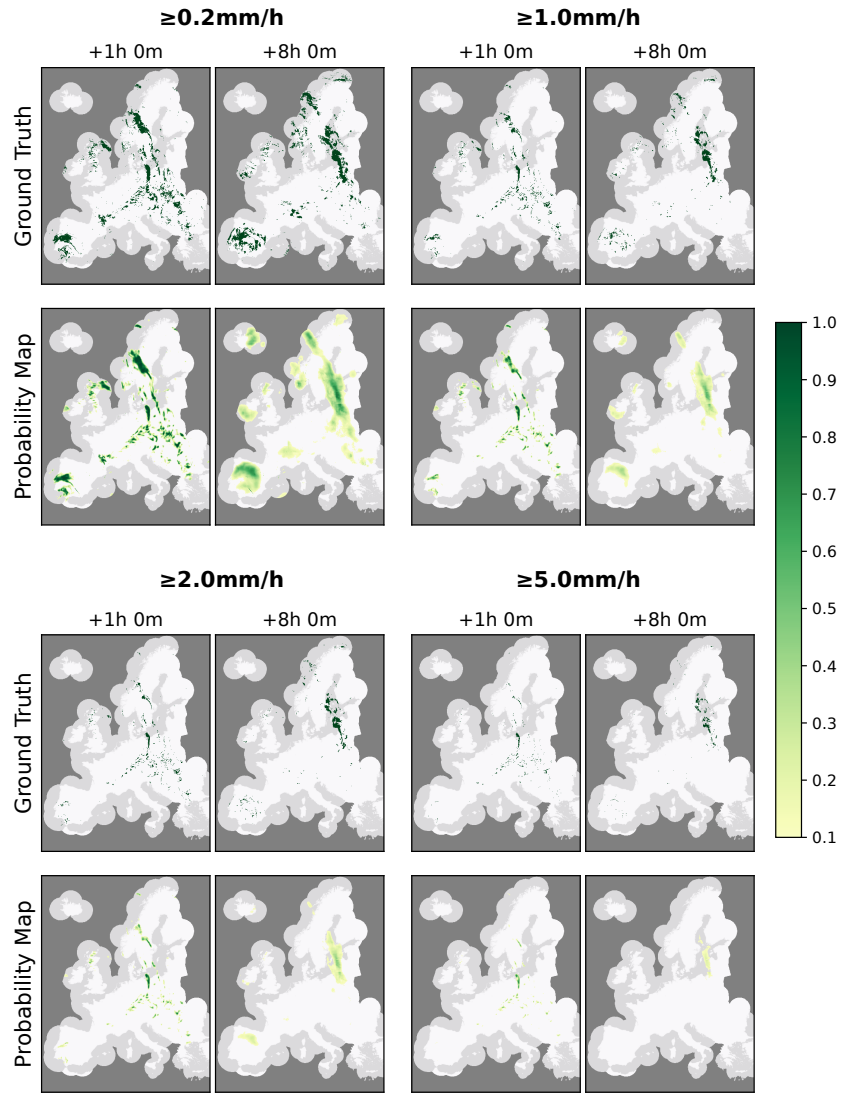 ≥0.2mm/h ≥1.0mm/h
+1h 0m +8h 0m +1h 0m +8h 0m
Ground Truth
Probability Map
1.0
0.9
0.8
0.7
0.6
0.5
0.4
0.3
0.2
0.1
≥2.0mm/h ≥5.0mm/h
+1h 0m +8h 0m +1h 0m +8h 0m
Ground Truth
Probability Map